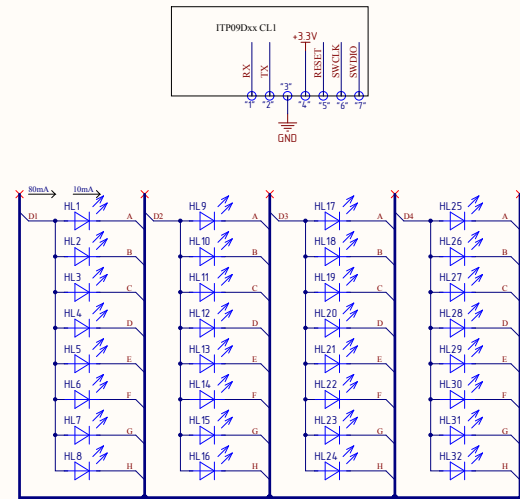 ITP09Dxx CL1
+3.3V
RX
TX
RESET
SWCLK
SWDIO
"1" "2" "3" "4" "5" "6" "7"
GND
80mA 10mA
D1 HL1 A D2 HL9 A D3 HL17 A D4 HL25 A
HL2 B HL10 B HL18 B HL26 B
HL3 C HL11 C HL19 C HL27 C
HL4 D HL12 D HL20 D HL28 D
HL5 E HL13 E HL21 E HL29 E
HL6 F HL14 F HL22 F HL30 F
HL7 G HL15 G HL23 G HL31 G
HL8 H HL16 H HL24 H HL32 H